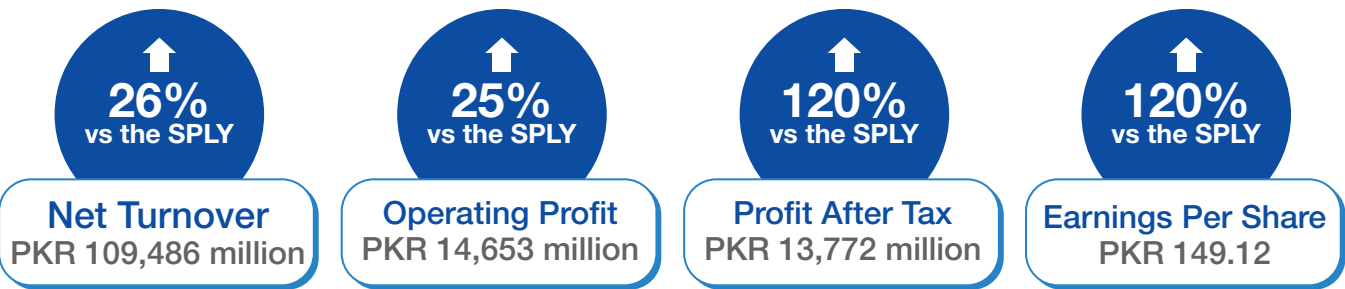 26%
vs the SPLY
Net Turnover
PKR 109,486 million
25%
vs the SPLY
Operating Profit
PKR 14,653 million
120%
vs the SPLY
Profit After Tax
PKR 13,772 million
120%
vs the SPLY
Earnings Per Share
PKR 149.12